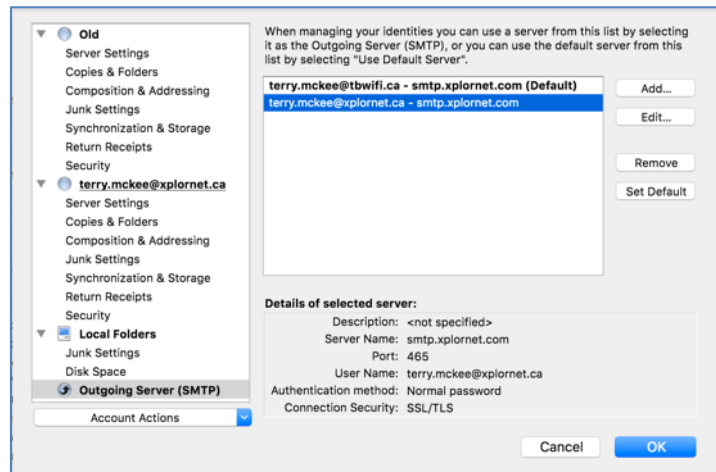 Old
Server Settings
Copies & Folders
Composition & Addressing
Junk Settings
Synchronization & Storage
Return Receipts
Security
terry.mckee@xplornet.ca
Server Settings
Copies & Folders
Composition & Addressing
Junk Settings
Synchronization & Storage
Return Receipts
Security
Local Folders
Junk Settings
Disk Space
Outgoing Server (SMTP)
Account Actions
When managing your identities you can use a server from this list by selecting
it as the Outgoing Server (SMTP), or you can use the default server from this
list by selecting "Use Default Server".
terry.mckee@tbwifi.ca - smtp.xplornet.com (Default)
terry.mckee@xplornet.ca - smtp.xplornet.com
Add...
Edit...
Remove
Set Default
Details of selected server:
Description: <not specified>
Server Name: smtp.xplornet.com
Port: 465
User Name: terry.mckee@xplornet.ca
Authentication method: Normal password
Connection Security: SSL/TLS
Cancel
OK